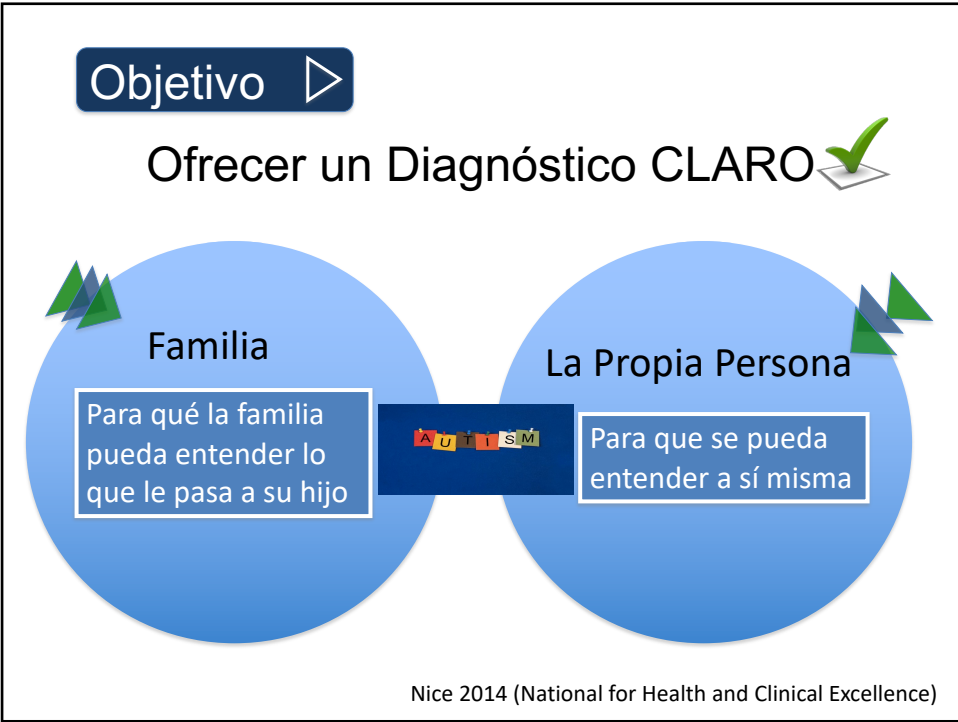 Objetivo
Ofrecer un Diagnóstico CLARO
Familia
Para qué la familia
pueda entender lo
que le pasa a su hijo
AUTISM
La Propia Persona
Para que se pueda
entender a sí misma
Nice 2014 (National for Health and Clinical Excellence)